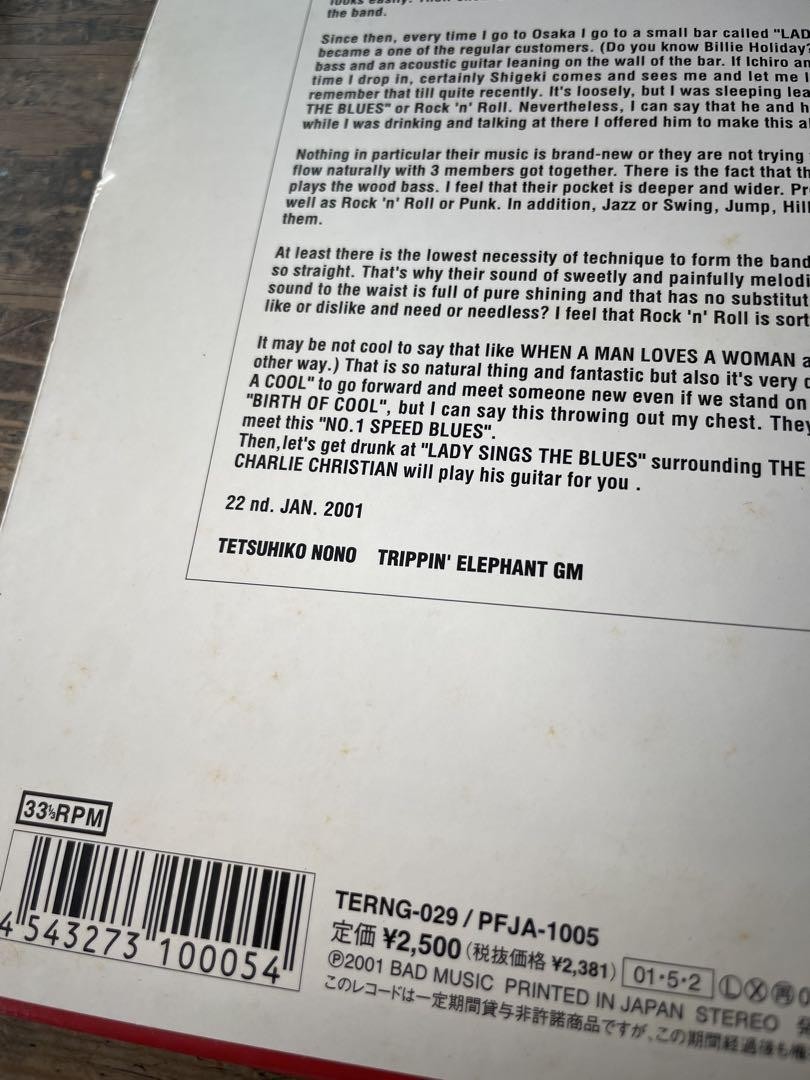 looks easily.
the band.
Since then, every time I go to Osaka I go to a small bar called "LAD
became a one of the regular customers. (Do you know Billie Holiday?
bass and an acoustic guitar leaning on the wall of the bar. If Ichiro an
time I drop in, certainly Shigeki comes and sees me and let me l
remember that till quite recently. It's loosely, but I was sleeping lea
THE BLUES" or Rock 'n' Roll. Nevertheless, I can say that he and h
while I was drinking and talking at there I offered him to make this a
Nothing in particular their music is brand-new or they are not trying
flow naturally with 3 members got together. There is the fact that th
plays the wood bass. I feel that their pocket is deeper and wider. Pr
well as Rock 'n' Roll or Punk. In addition, Jazz or Swing, Jump, Hill
them.
At least there is the lowest necessity of technique to form the band
so straight. That's why their sound of sweetly and painfully melodi
sound to the waist is full of pure shining and that has no substitut
like or dislike and need or needless? I feel that Rock 'n' Roll is sort
It may be not cool to say that like WHEN A MAN LOVES A WOMAN a
other way.) That is so natural thing and fantastic but also it's very c
A COOL" to go forward and meet someone new even if we stand on
"BIRTH OF COOL", but I can say this throwing out my chest. They
meet this "NO.1 SPEED BLUES".
Then,let's get drunk at "LADY SINGS THE BLUES" surrounding THE
CHARLIE CHRISTIAN will play his guitar for you .
22 nd. JAN. 2001
TETSUHIKO NONO TRIPPIN' ELEPHANT GM
33⅓RPM
4 543273 100054
TERNG-029 / PFJA-1005
定価 ¥2,500 (税抜価格 ¥2,381) 01・5・2 Ⓛ Ⓧ ㊞
Ⓟ2001 BAD MUSIC PRINTED IN JAPAN STEREO
このレコードは一定期間貸与非許諾商品ですが、この期間経過後も権